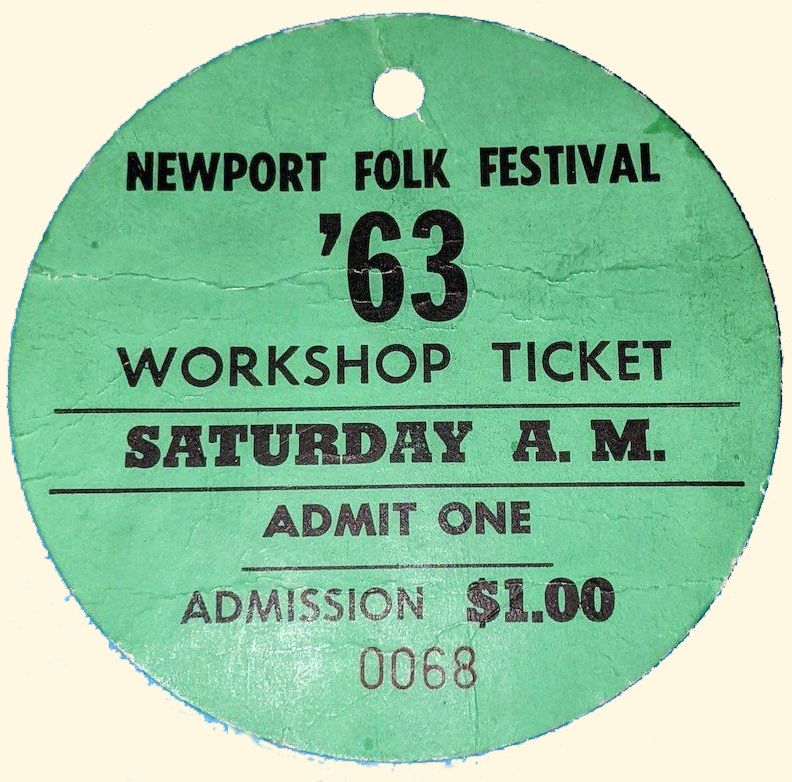 NEWPORT FOLK FESTIVAL
'63
WORKSHOP TICKET
SATURDAY A. M.
ADMIT ONE
ADMISSION $1.00
0068